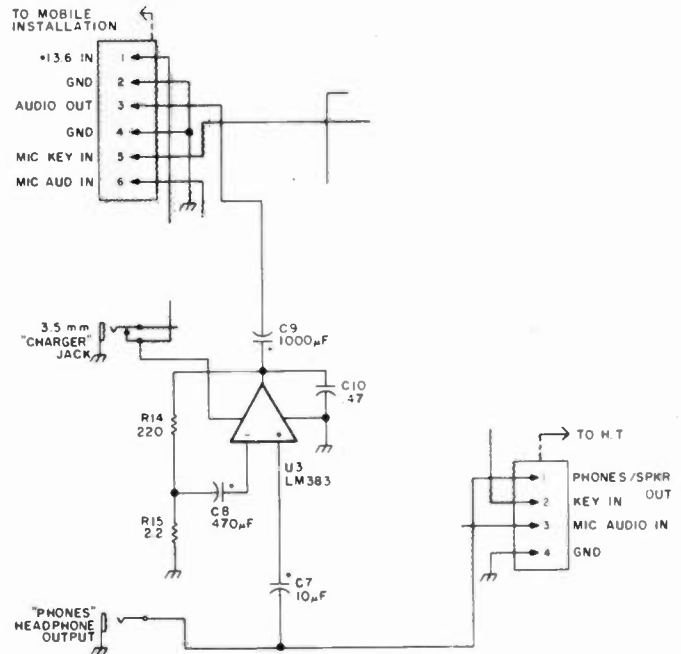 TO MOBILE
INSTALLATION
+13.6 IN 1
GND 2
AUDIO OUT 3
GND 4
MIC KEY IN 5
MIC AUD IN 6
3.5 mm
"CHARGER"
JACK
C9
1000µF
+
C10
.47
R14
220
- +
U3
LM383
+
C8
470µF
R15
2.2
+
C7
10µF
"PHONES"
HEADPHONE
OUTPUT
TO H.T
1 PHONES/SPKR
OUT
2 KEY IN
3 MIC AUDIO IN
4 GND